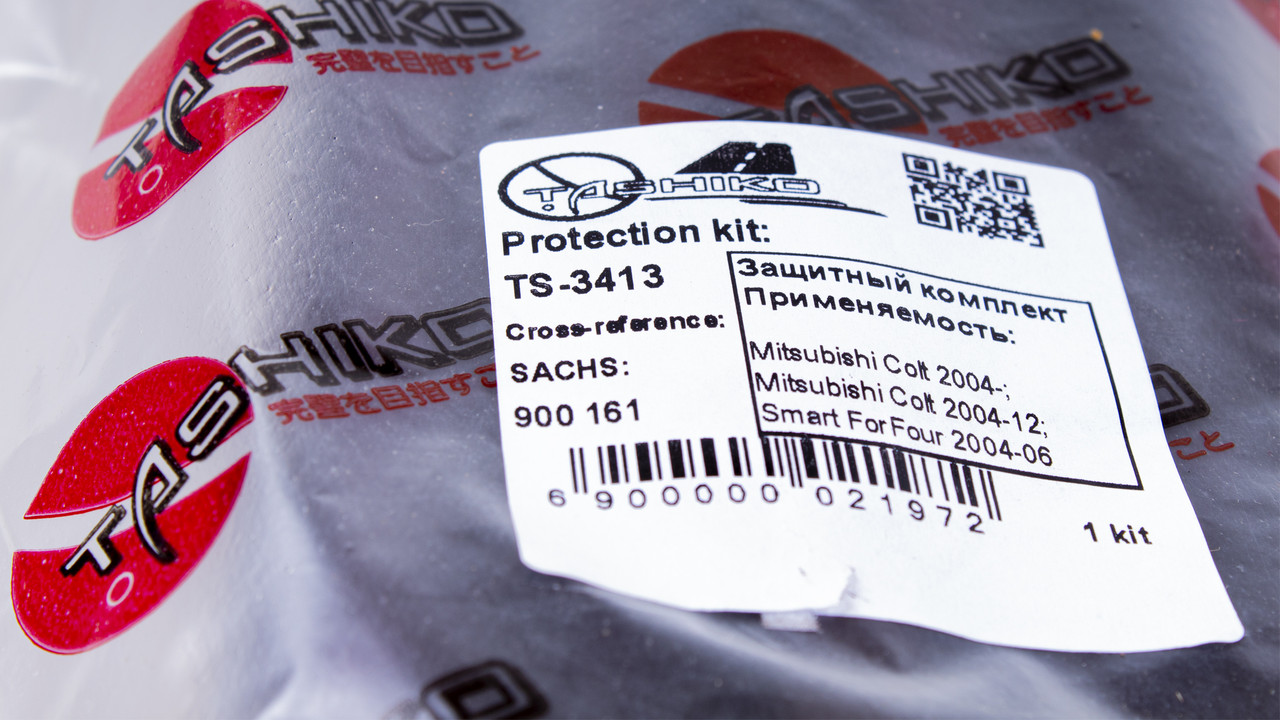 TASHIKO
完璧を目指すこと
TASHIKO
完璧を目指すこと
TASHIKO
Protection kit:
TS-3413
Cross-reference:
SACHS:
900 161
Защитный комплект
Применяемость:
Mitsubishi Colt 2004-;
Mitsubishi Colt 2004-12;
Smart ForFour 2004-06
6 900000 021972
1 kit
TASHIKO
完璧を目指す
こと